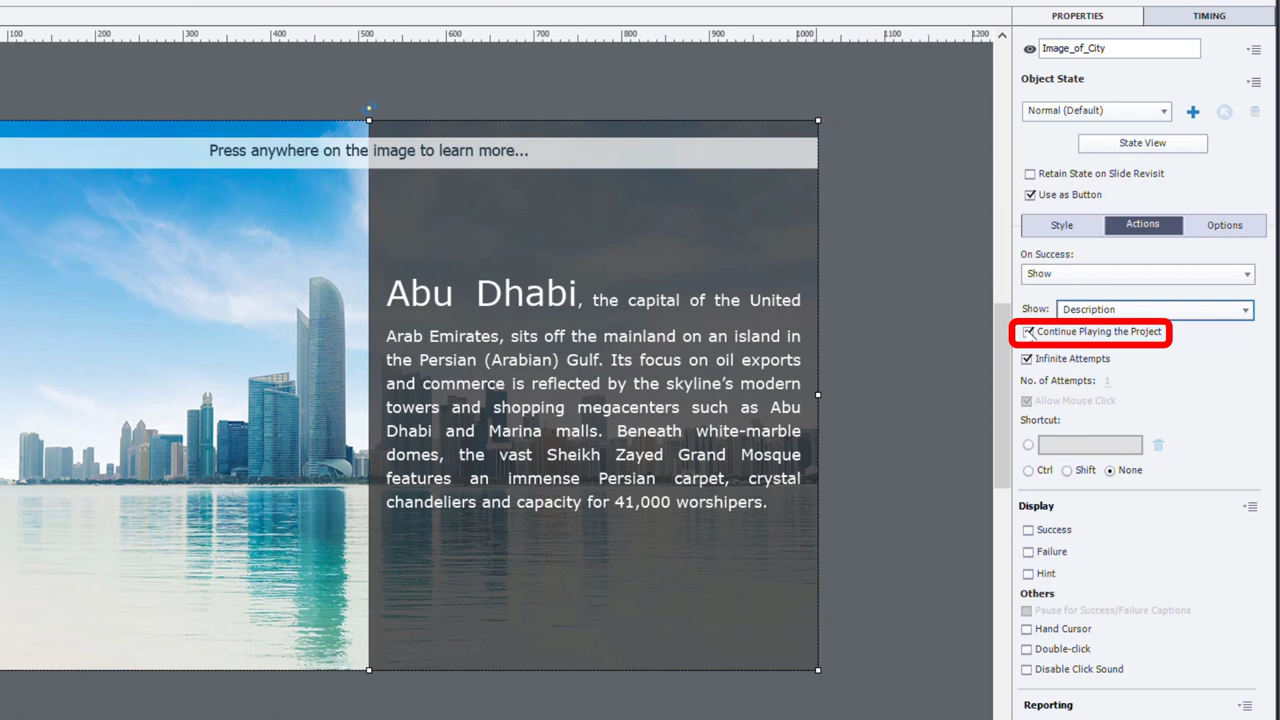 PROPERTIES
TIMING
100
200
300
400
500
600
700
800
900
1000
1100
1200
Image_of_City
Object State
Normal (Default)
State View
Retain State on Slide Revisit
Use as Button
Style
Actions
Options
On Success:
Show
Show:
Description
Continue Playing the Project
Infinite Attempts
No. of Attempts: 1
Allow Mouse Click
Shortcut:
Ctrl
Shift
None
Display
Success
Failure
Hint
Others
Pause for Success/Failure Captions
Hand Cursor
Double-click
Disable Click Sound
Reporting
Press anywhere on the image to learn more...
Abu Dhabi, the capital of the United
Arab Emirates, sits off the mainland on an island in
the Persian (Arabian) Gulf. Its focus on oil exports
and commerce is reflected by the skyline’s modern
towers and shopping megacenters such as Abu
Dhabi and Marina malls. Beneath white-marble
domes, the vast Sheikh Zayed Grand Mosque
features an immense Persian carpet, crystal
chandeliers and capacity for 41,000 worshipers.